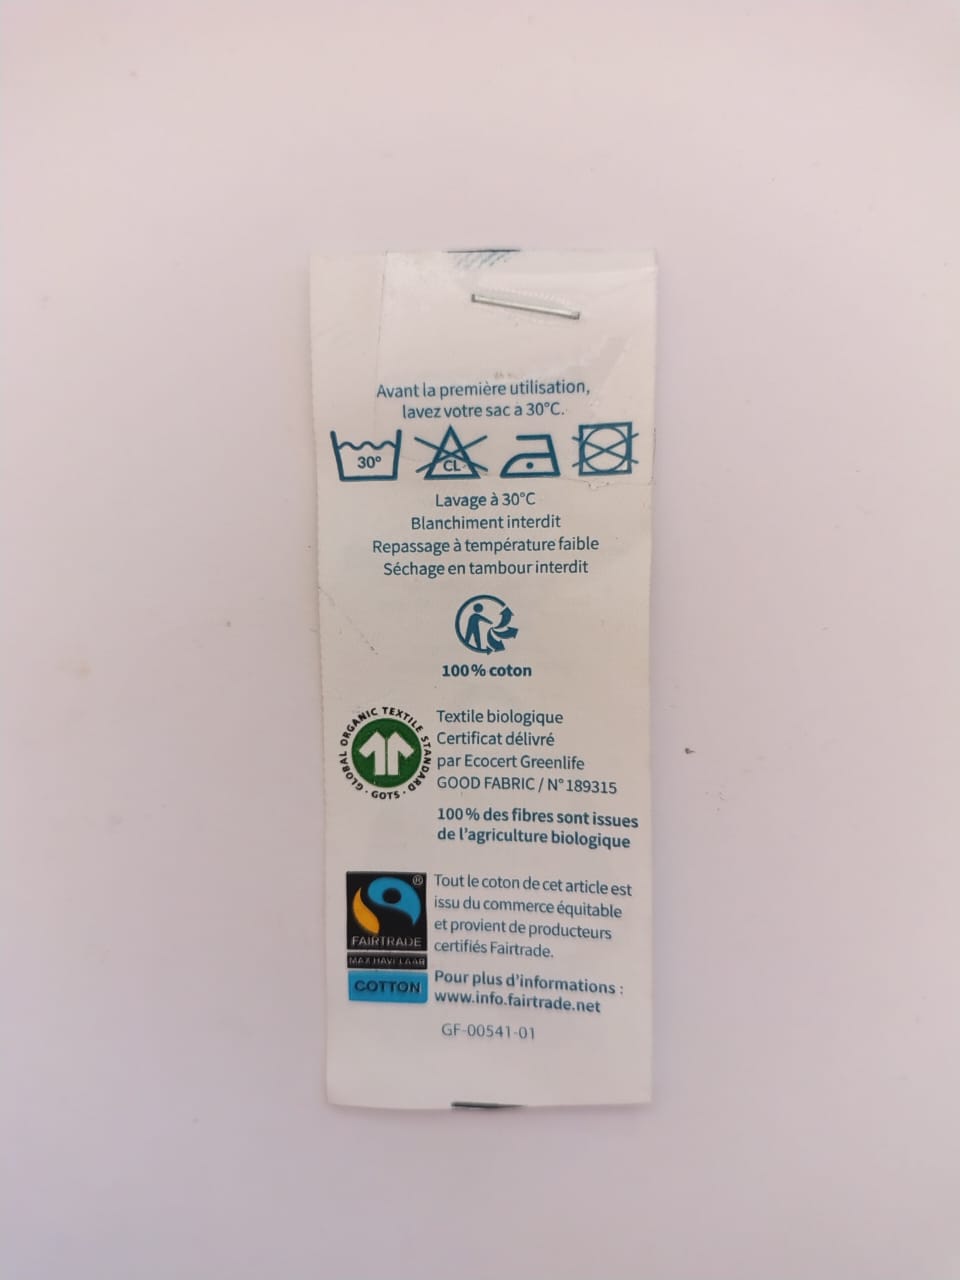 Avant la première utilisation,
lavez votre sac à 30°C.
30°
CL
Lavage à 30°C
Blanchiment interdit
Repassage à température faible
Séchage en tambour interdit
100% coton
GLOBAL ORGANIC TEXTILE STANDARD · GOTS ·
Textile biologique
Certificat délivré
par Ecocert Greenlife
GOOD FABRIC / N° 189315
100% des fibres sont issues
de l'agriculture biologique
®
FAIRTRADE
MAX HAVELAAR
COTTON
Tout le coton de cet article est
issu du commerce équitable
et provient de producteurs
certifiés Fairtrade.
Pour plus d'informations :
www.info.fairtrade.net
GF-00541-01